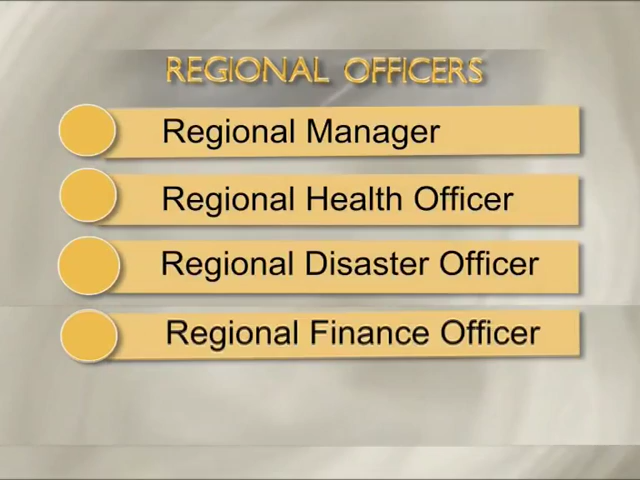 REGIONAL OFFICERS
Regional Manager
Regional Health Officer
Regional Disaster Officer
Regional Finance Officer